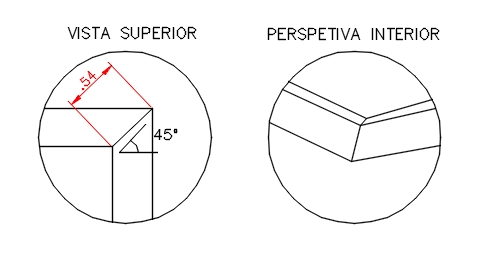 VISTA SUPERIOR
PERSPETIVA INTERIOR
.54
45°